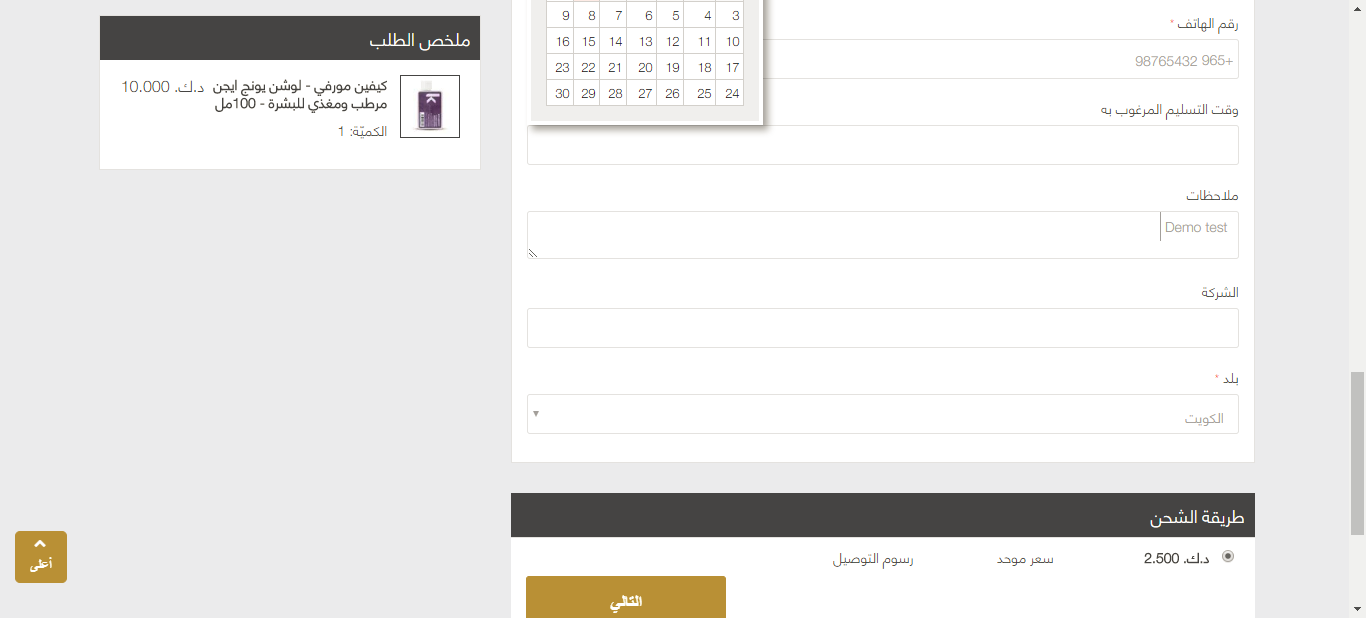 رقم الهاتف *
+965 98765432
3 4 5 6 7 8 9
10 11 12 13 14 15 16
17 18 19 20 21 22 23
24 25 26 27 28 29 30
وقت التسليم المرغوب به
ملاحظات
Demo test
الشركة
بلد *
الكويت
طريقة الشحن
د.ك. 2.500 سعر موحد رسوم التوصيل
التالي
ملخص الطلب
كيفين مورفي - لوشن يونج ايجن د.ك. 10.000
مرطب ومغذي للبشرة - 100مل
الكميّة: 1
أعلى